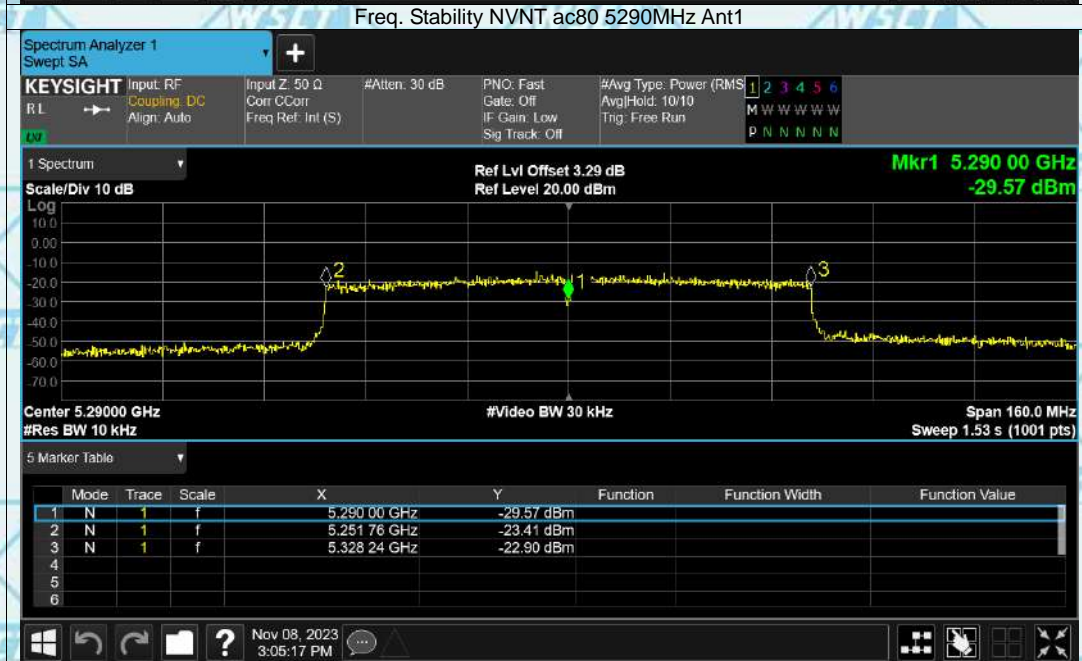 Freq. Stability NVNT ac80 5290MHz Ant1
Spectrum Analyzer 1
Swept SA
+
KEYSIGHT
RL
LXI
Input: RF
Coupling: DC
Align: Auto
Input Z: 50 Ω
Corr CCorr
Freq Ref: Int (S)
#Atten: 30 dB
PNO: Fast
Gate: Off
IF Gain: Low
Sig Track: Off
#Avg Type: Power (RMS
Avg|Hold: 10/10
Trig: Free Run
1 2 3 4 5 6
M W W W W W
P N N N N N
1 Spectrum
Scale/Div 10 dB
Ref Lvl Offset 3.29 dB
Ref Level 20.00 dBm
Mkr1 5.290 00 GHz
-29.57 dBm
Log
10.0
0.00
-10.0
-20.0
-30.0
-40.0
-50.0
-60.0
-70.0
2
1
3
Center 5.29000 GHz
#Res BW 10 kHz
#Video BW 30 kHz
Span 160.0 MHz
Sweep 1.53 s (1001 pts)
5 Marker Table
Mode Trace Scale X Y Function Function Width Function Value
1 N 1 f 5.290 00 GHz -29.57 dBm
2 N 1 f 5.251 76 GHz -23.41 dBm
3 N 1 f 5.328 24 GHz -22.90 dBm
4
5
6
?
Nov 08, 2023
3:05:17 PM